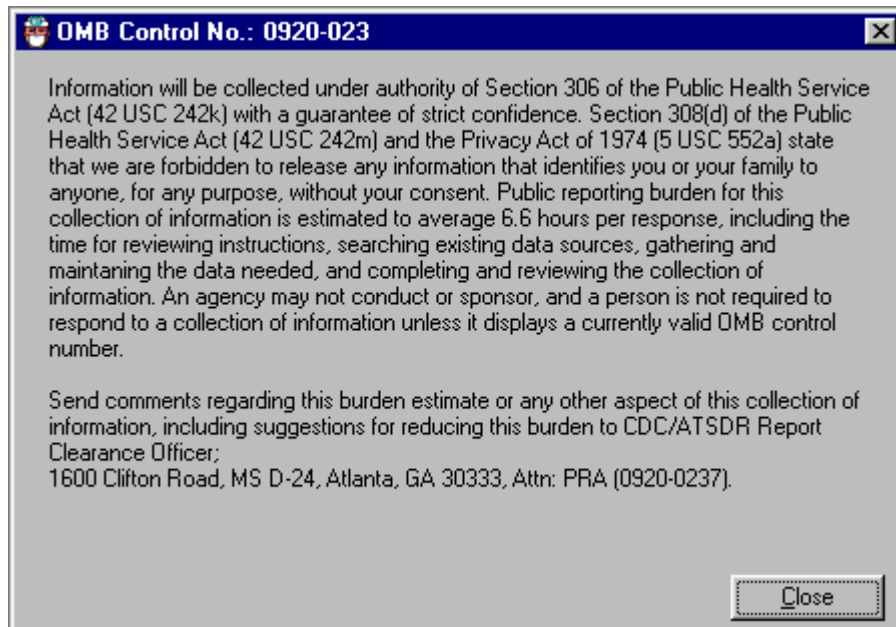 OMB Control No.: 0920-023
Information will be collected under authority of Section 306 of the Public Health Service
Act (42 USC 242k) with a guarantee of strict confidence. Section 308(d) of the Public
Health Service Act (42 USC 242m) and the Privacy Act of 1974 (5 USC 552a) state
that we are forbidden to release any information that identifies you or your family to
anyone, for any purpose, without your consent. Public reporting burden for this
collection of information is estimated to average 6.6 hours per response, including the
time for reviewing instructions, searching existing data sources, gathering and
maintaning the data needed, and completing and reviewing the collection of
information. An agency may not conduct or sponsor, and a person is not required to
respond to a collection of information unless it displays a currently valid OMB control
number.
Send comments regarding this burden estimate or any other aspect of this collection of
information, including suggestions for reducing this burden to CDC/ATSDR Report
Clearance Officer;
1600 Clifton Road, MS D-24, Atlanta, GA 30333, Attn: PRA (0920-0237).
Close